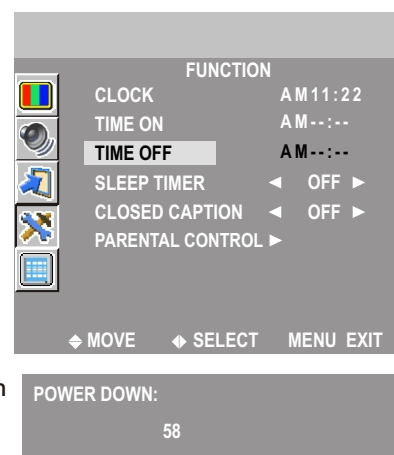 FUNCTION
CLOCK AM11:22
TIME ON AM--:--
TIME OFF AM--:--
SLEEP TIMER ◄ OFF ►
CLOSED CAPTION ◄ OFF ►
PARENTAL CONTROL ►
MOVE SELECT MENU EXIT
POWER DOWN:
58